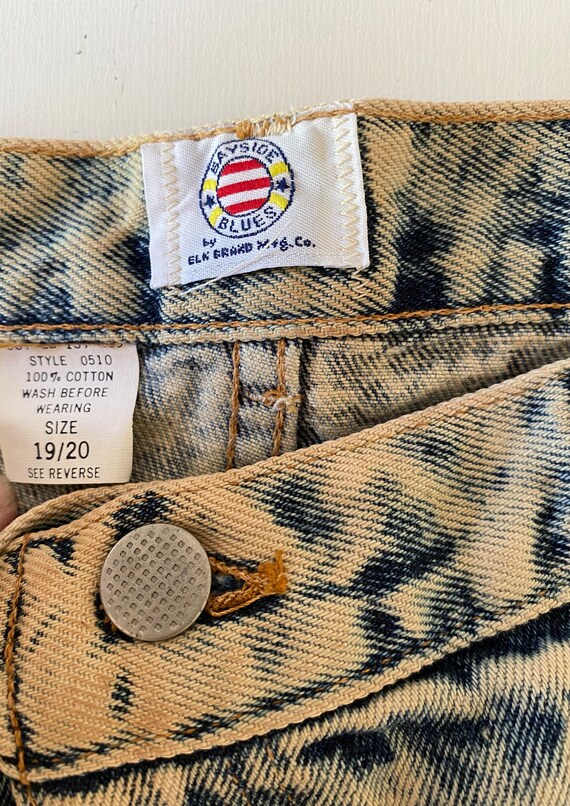 BAYSIDE
BLUES
by
ELK BRAND Mfg. Co.
STYLE 0510
100% COTTON
WASH BEFORE
WEARING
SIZE
19/20
SEE REVERSE